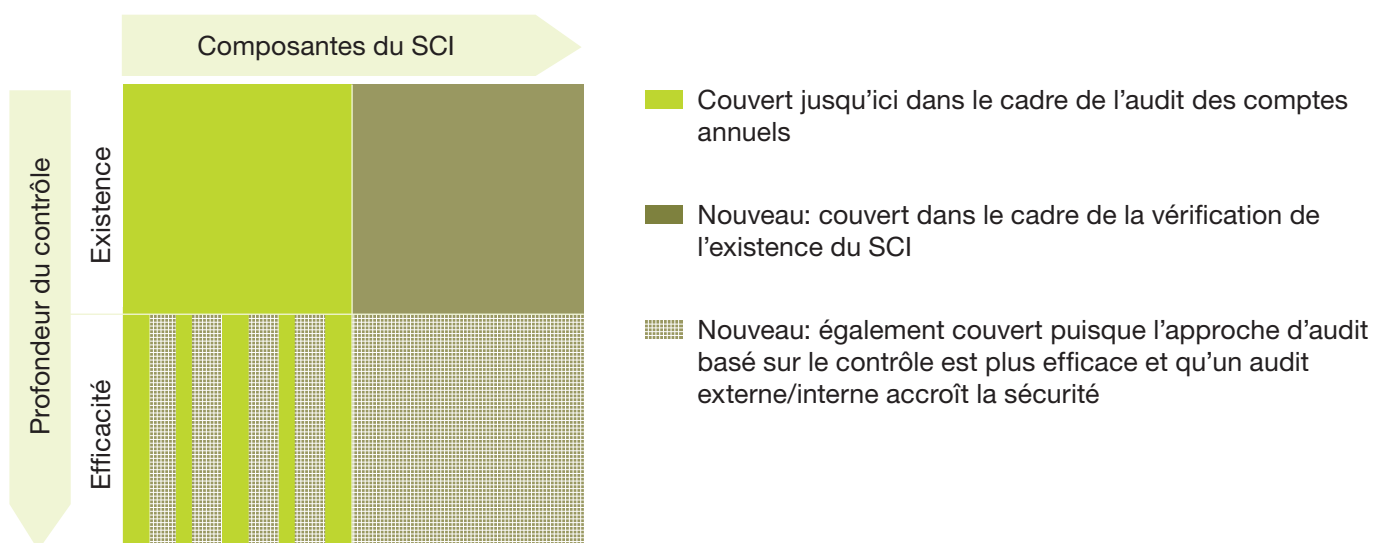 Composantes du SCI
Profondeur du contrôle
Existence
Efficacité
Couvert jusqu’ici dans le cadre de l’audit des comptes
annuels
Nouveau: couvert dans le cadre de la vérification de
l’existence du SCI
Nouveau: également couvert puisque l’approche d’audit
basé sur le contrôle est plus efficace et qu’un audit
externe/interne accroît la sécurité